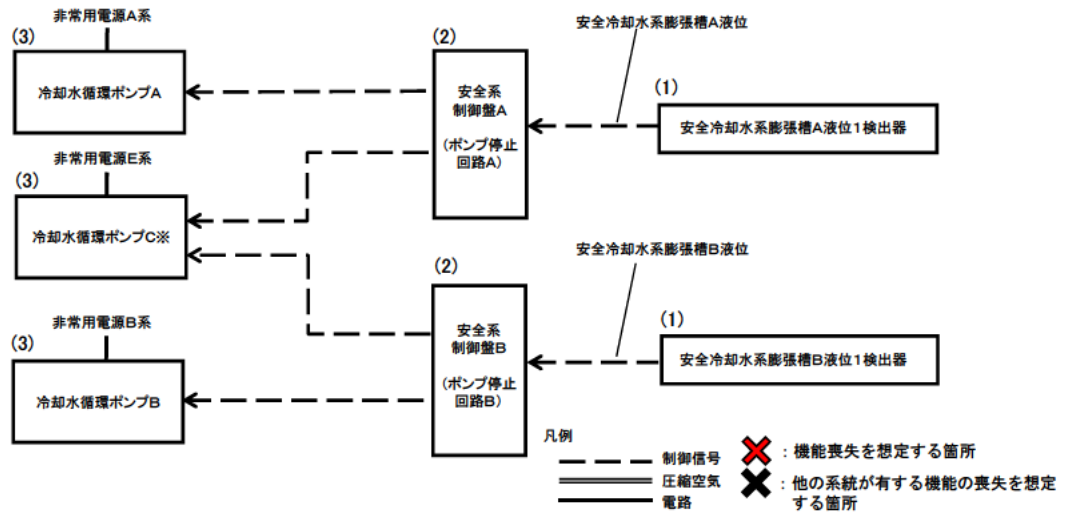 非常用電源A系
(3)
冷却水循環ポンプA
非常用電源E系
(3)
冷却水循環ポンプC※
非常用電源B系
(3)
冷却水循環ポンプB
(2)
安全系
制御盤A
(ポンプ停止
回路A)
(2)
安全系
制御盤B
(ポンプ停止
回路B)
安全冷却水系膨張槽A液位
(1)
安全冷却水系膨張槽A液位1検出器
安全冷却水系膨張槽B液位
(1)
安全冷却水系膨張槽B液位1検出器
凡例
制御信号
圧縮空気
電路
：機能喪失を想定する箇所
：他の系統が有する機能の喪失を想定
する箇所